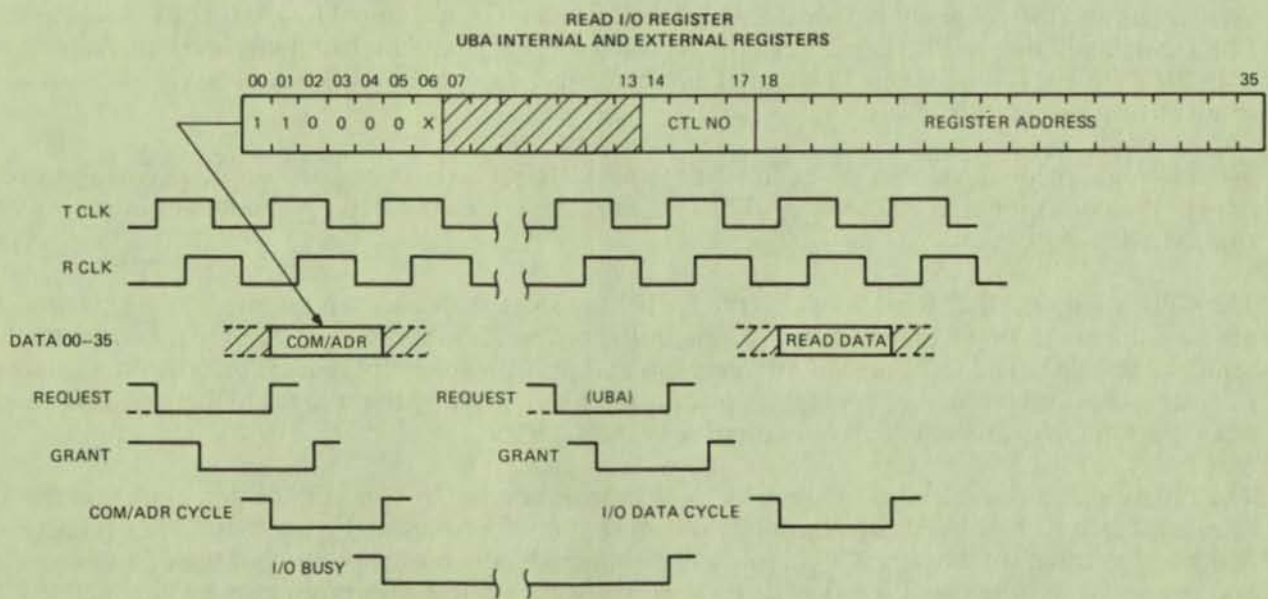 READ I/O REGISTER
UBA INTERNAL AND EXTERNAL REGISTERS
00 01 02 03 04 05 06 07 13 14 17 18 35
1 1 0 0 0 0 X CTL NO REGISTER ADDRESS
T CLK
R CLK
DATA 00–35 COM/ADR READ DATA
REQUEST REQUEST (UBA)
GRANT GRANT
COM/ADR CYCLE I/O DATA CYCLE
I/O BUSY